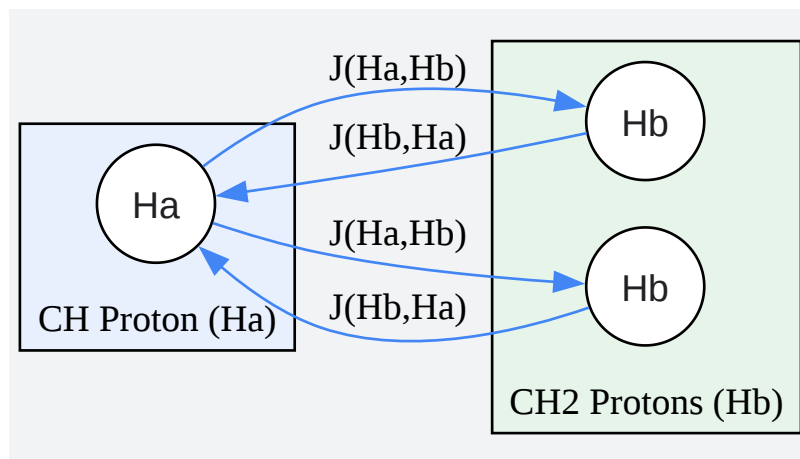 J(Ha,Hb)
Hb
J(Hb,Ha)
Ha
J(Ha,Hb)
Hb
J(Hb,Ha)
CH Proton (Ha)
CH2 Protons (Hb)